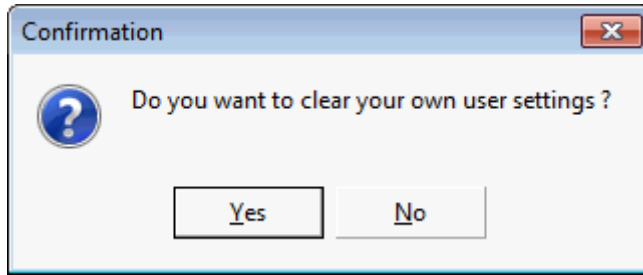 Confirmation
Do you want to clear your own user settings ?
Yes
No